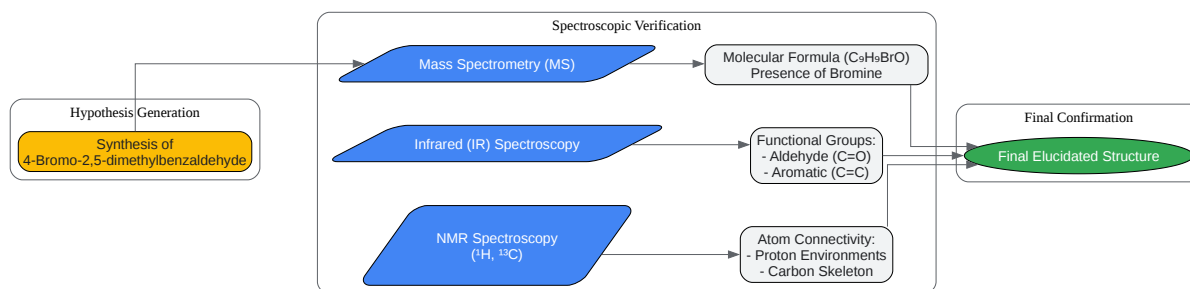 Spectroscopic Verification
Mass Spectrometry (MS)
Molecular Formula (C₉H₉BrO)
Presence of Bromine
Hypothesis Generation
Synthesis of
4-Bromo-2,5-dimethylbenzaldehyde
Infrared (IR) Spectroscopy
Functional Groups:
- Aldehyde (C=O)
- Aromatic (C=C)
Final Confirmation
Final Elucidated Structure
NMR Spectroscopy
(¹H, ¹³C)
Atom Connectivity:
- Proton Environments
- Carbon Skeleton